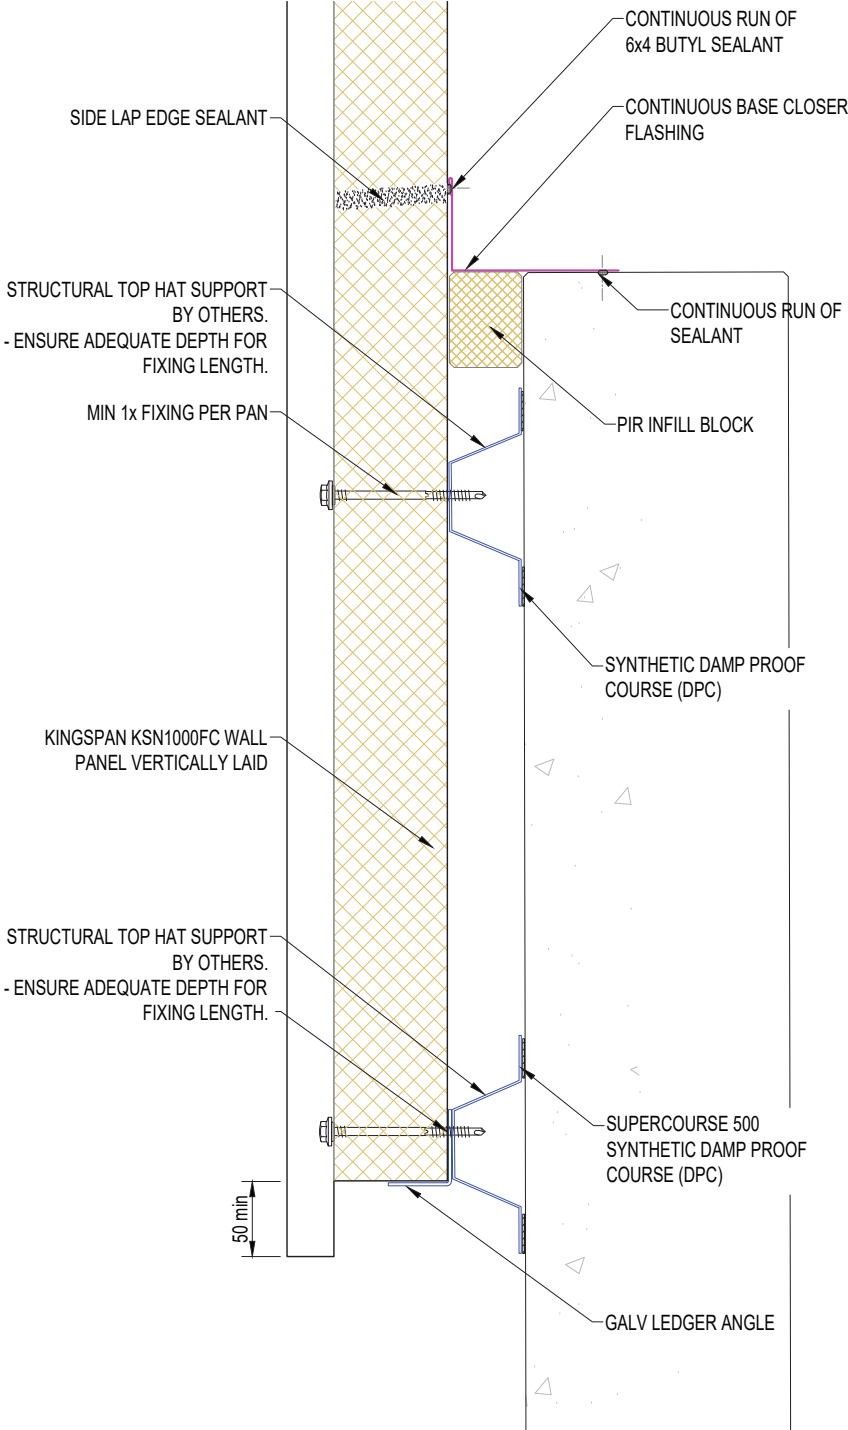 CONTINUOUS RUN OF
6x4 BUTYL SEALANT
CONTINUOUS BASE CLOSER
FLASHING
SIDE LAP EDGE SEALANT
STRUCTURAL TOP HAT SUPPORT
BY OTHERS.
- ENSURE ADEQUATE DEPTH FOR
FIXING LENGTH.
CONTINUOUS RUN OF
SEALANT
MIN 1x FIXING PER PAN
PIR INFILL BLOCK
SYNTHETIC DAMP PROOF
COURSE (DPC)
KINGSPAN KSN1000FC WALL
PANEL VERTICALLY LAID
STRUCTURAL TOP HAT SUPPORT
BY OTHERS.
- ENSURE ADEQUATE DEPTH FOR
FIXING LENGTH.
SUPERCOURSE 500
SYNTHETIC DAMP PROOF
COURSE (DPC)
50 min
GALV LEDGER ANGLE